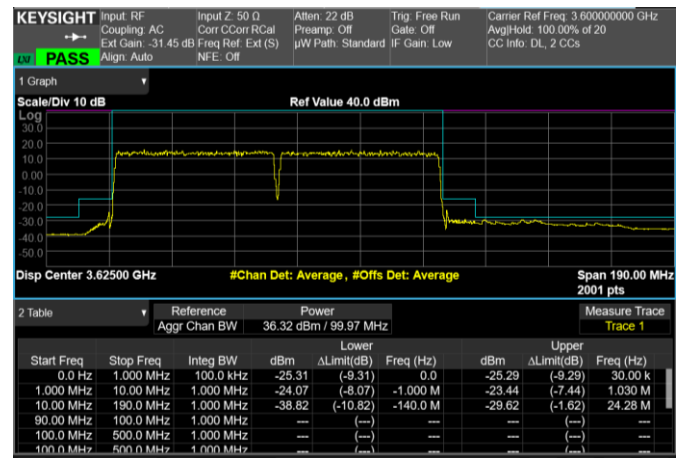 KEYSIGHT Input: RF Input Z: 50 Ω Atten: 22 dB Trig: Free Run Carrier Ref Freq: 3.600000000 GHz
Coupling: AC Corr CCorr RCal Preamp: Off Gate: Off Avg|Hold: 100.00% of 20
Ext Gain: -31.45 dB Freq Ref: Ext (S) µW Path: Standard IF Gain: Low CC Info: DL, 2 CCs
LXI PASS Align: Auto NFE: Off
1 Graph
Scale/Div 10 dB Ref Value 40.0 dBm
Log
30.0
20.0
10.0
0.00
-10.0
-20.0
-30.0
-40.0
-50.0
Disp Center 3.62500 GHz #Chan Det: Average, #Offs Det: Average Span 190.00 MHz
2001 pts
2 Table Reference Power Measure Trace
Aggr Chan BW 36.32 dBm / 99.97 MHz Trace 1
Lower Upper
Start Freq Stop Freq Integ BW dBm ΔLimit(dB) Freq (Hz) dBm ΔLimit(dB) Freq (Hz)
0.0 Hz 1.000 MHz 100.0 kHz -25.31 (-9.31) 0.0 -25.29 (-9.29) 30.00 k
1.000 MHz 10.00 MHz 1.000 MHz -24.07 (-8.07) -1.000 M -23.44 (-7.44) 1.030 M
10.00 MHz 190.0 MHz 1.000 MHz -38.82 (-10.82) -140.0 M -29.62 (-1.62) 24.28 M
90.00 MHz 100.0 MHz 1.000 MHz --- (---) --- (---)
100.0 MHz 500.0 MHz 1.000 MHz --- (---) --- (---)
100.0 MHz 500.0 MHz 1.000 MHz --- (---) --- (---)